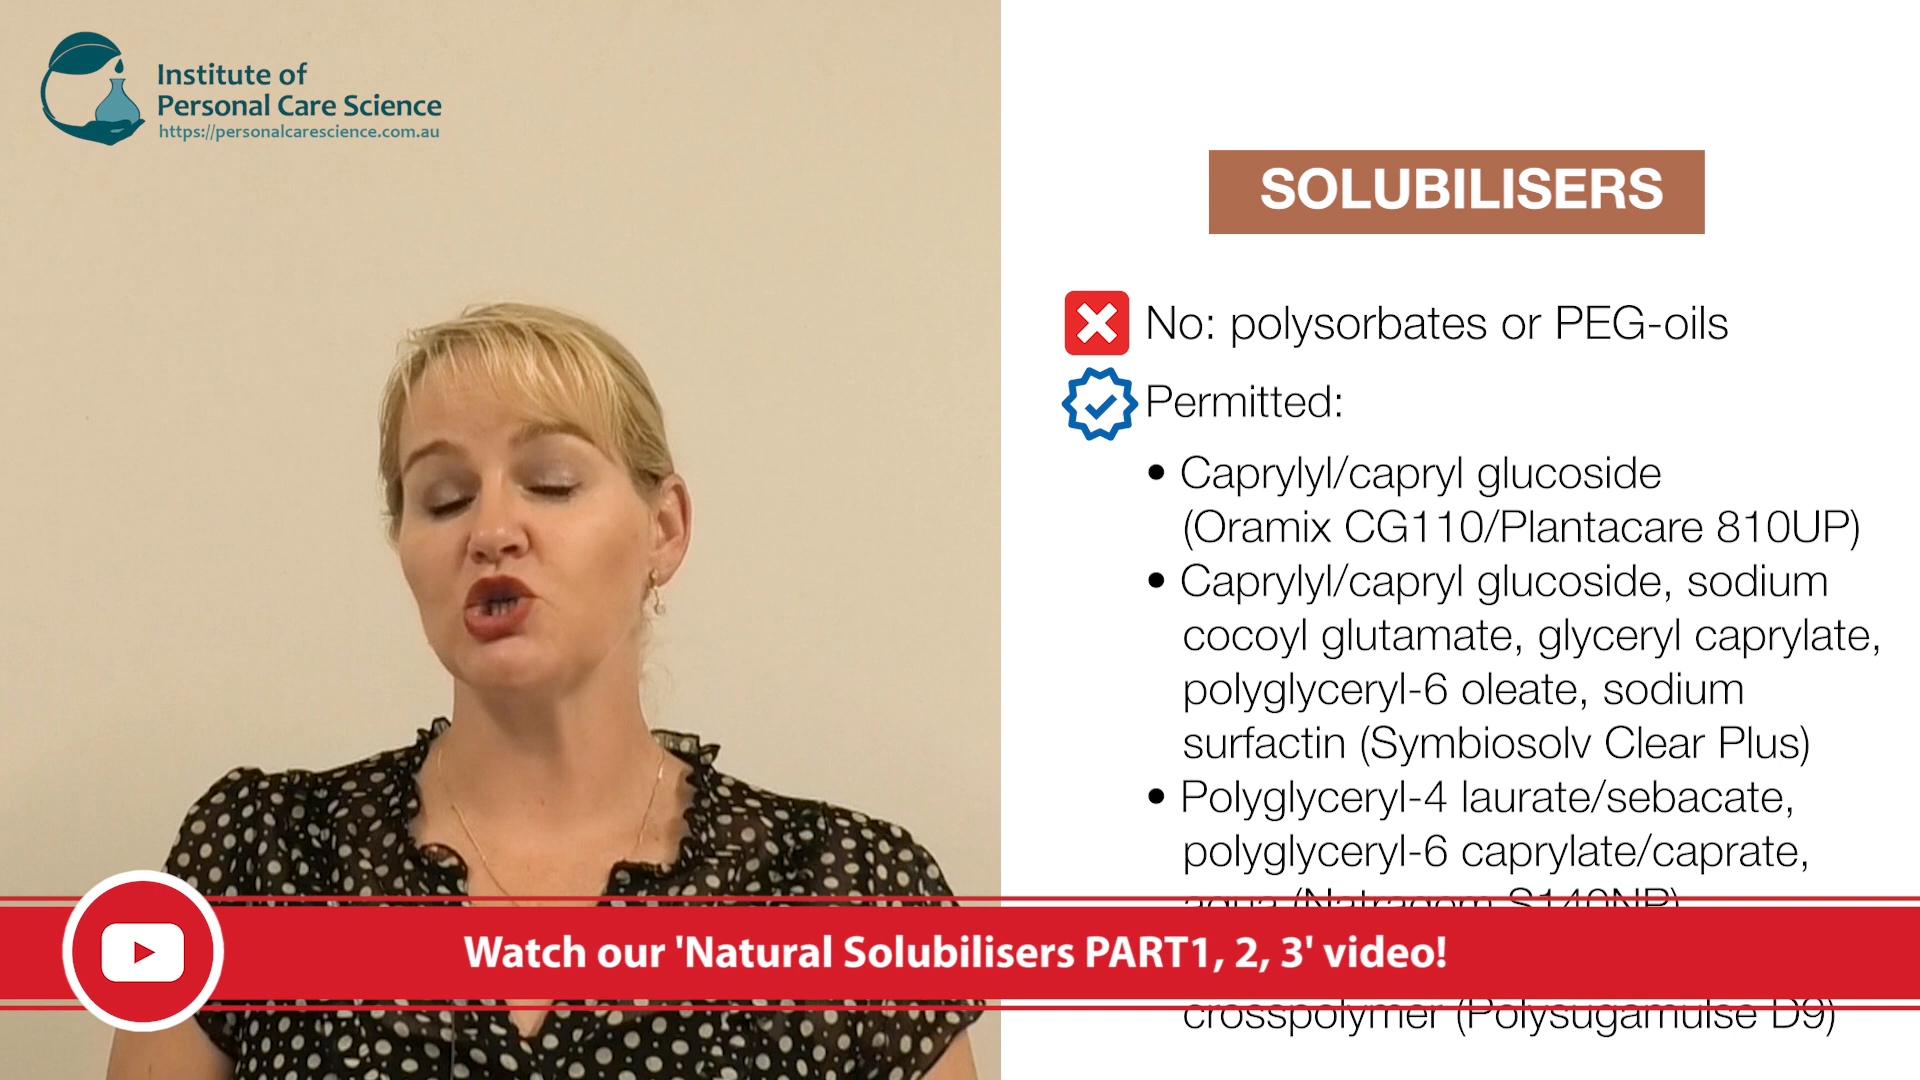 Institute of
Personal Care Science
https://personalcarescience.com.au
SOLUBILISERS
No: polysorbates or PEG-oils
Permitted:
• Caprylyl/capryl glucoside
(Oramix CG110/Plantacare 810UP)
• Caprylyl/capryl glucoside, sodium
cocoyl glutamate, glyceryl caprylate,
polyglyceryl-6 oleate, sodium
surfactin (Symbiosolv Clear Plus)
• Polyglyceryl-4 laurate/sebacate,
polyglyceryl-6 caprylate/caprate,
aqua (Natragem S140NP)
Watch our 'Natural Solubilisers PART1, 2, 3' video!
crosspolymer (Polysugamulse D9)